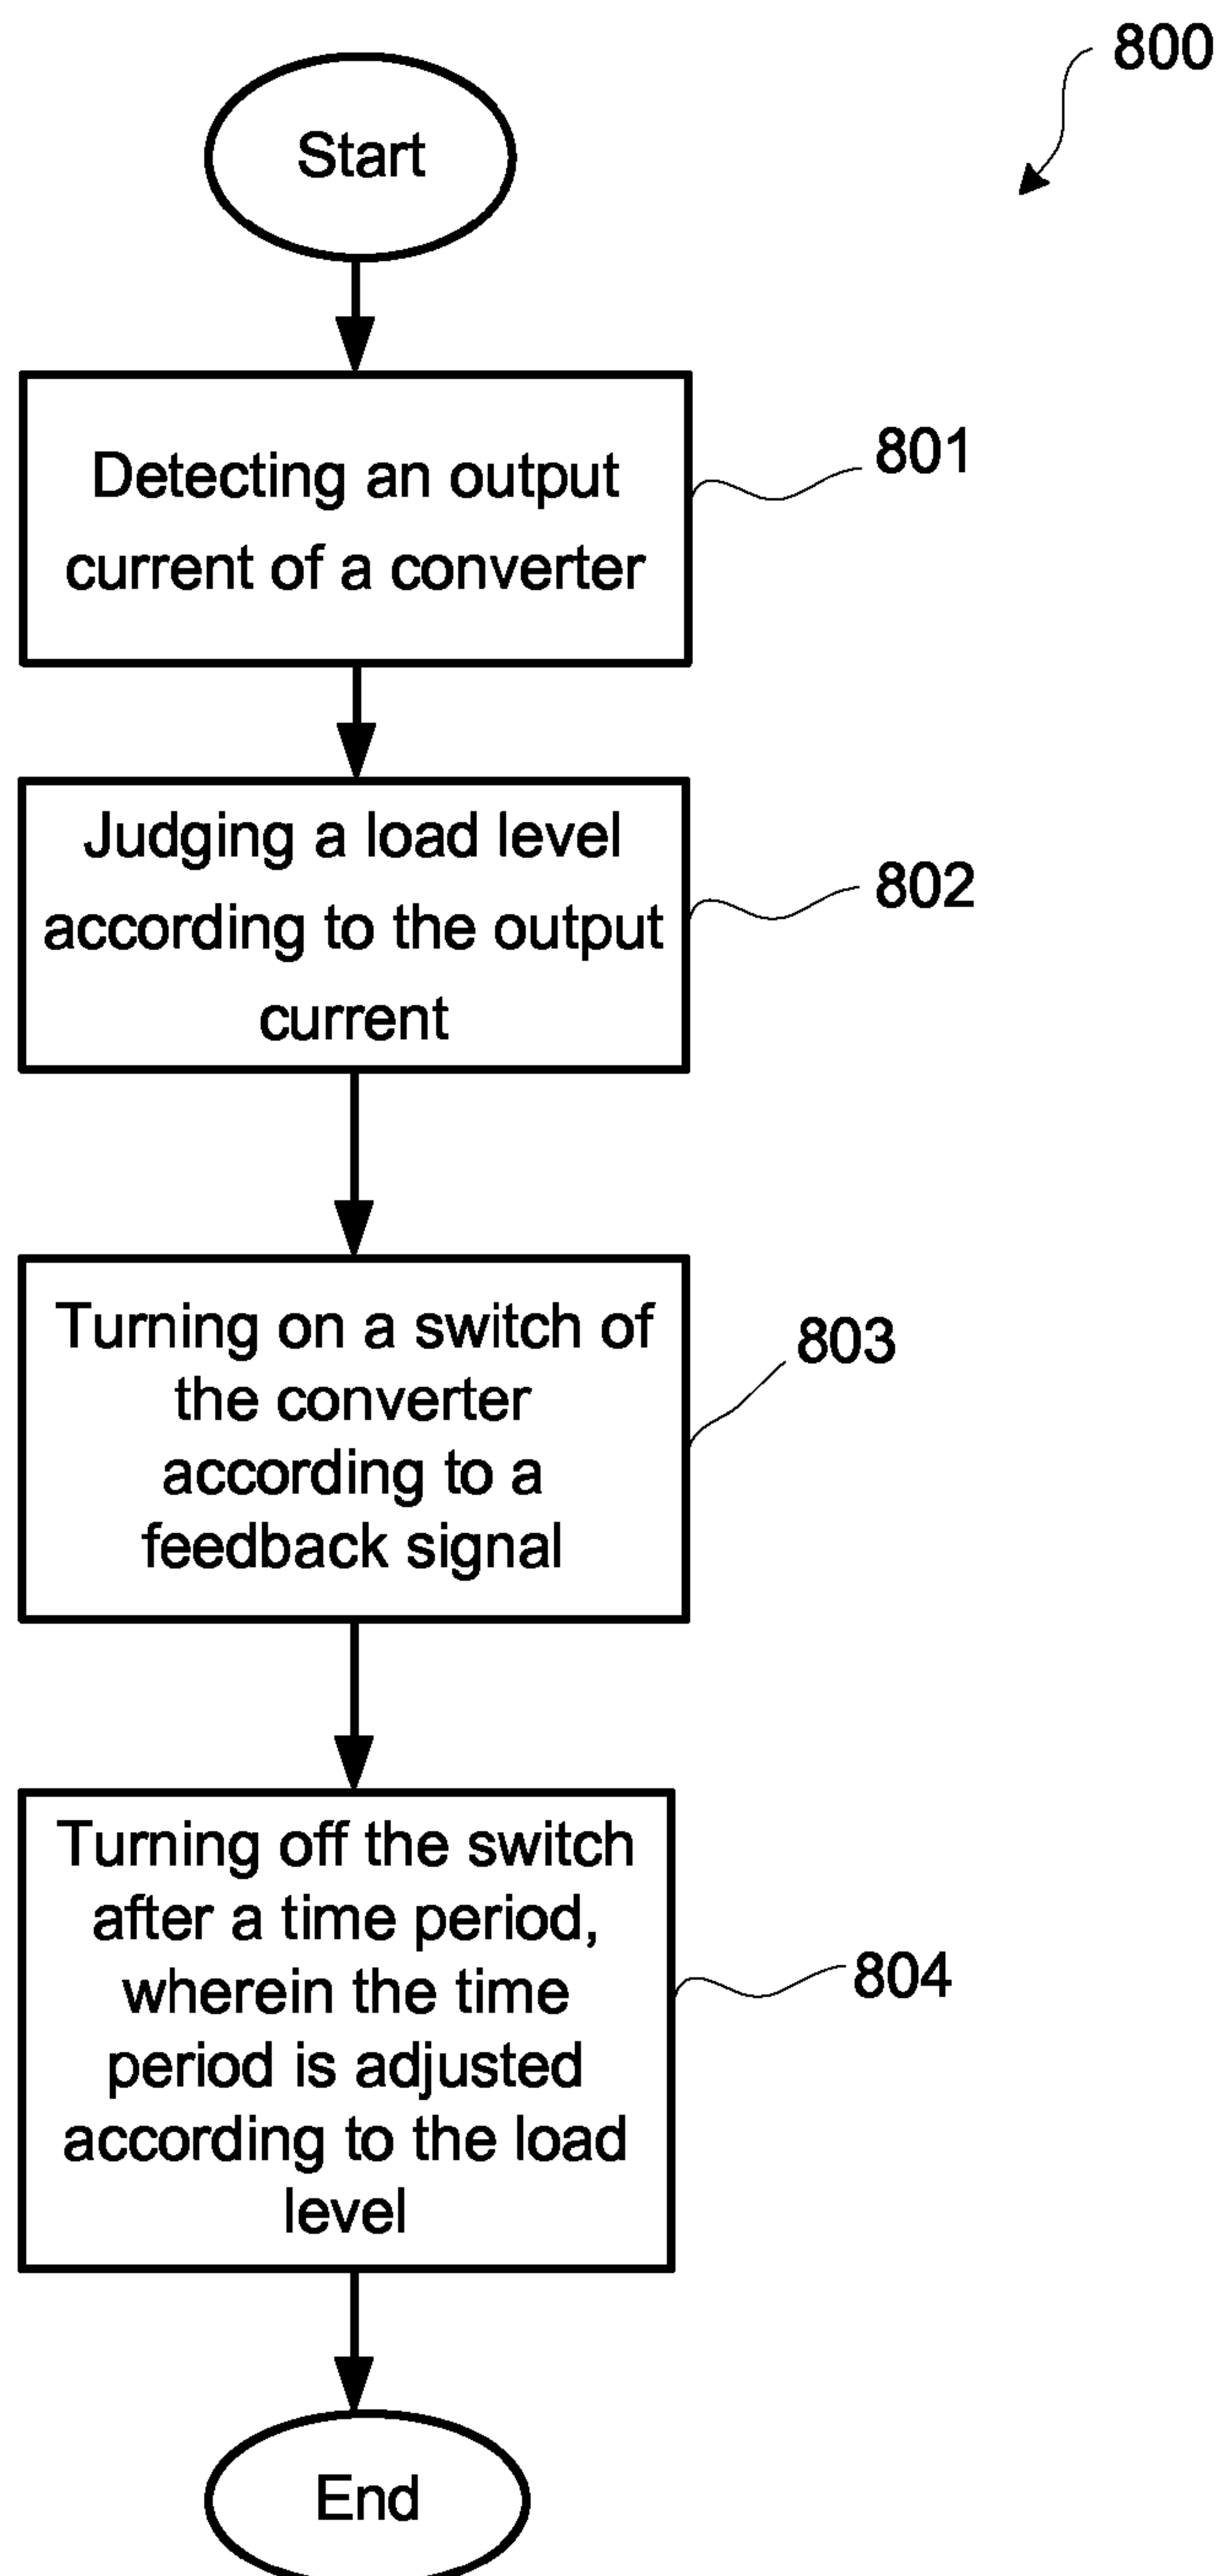 800
Start
Detecting an output
current of a converter
801
Judging a load level
according to the output
current
802
Turning on a switch of
the converter
according to a
feedback signal
803
Turning off the switch
after a time period,
wherein the time
period is adjusted
according to the load
level
804
End